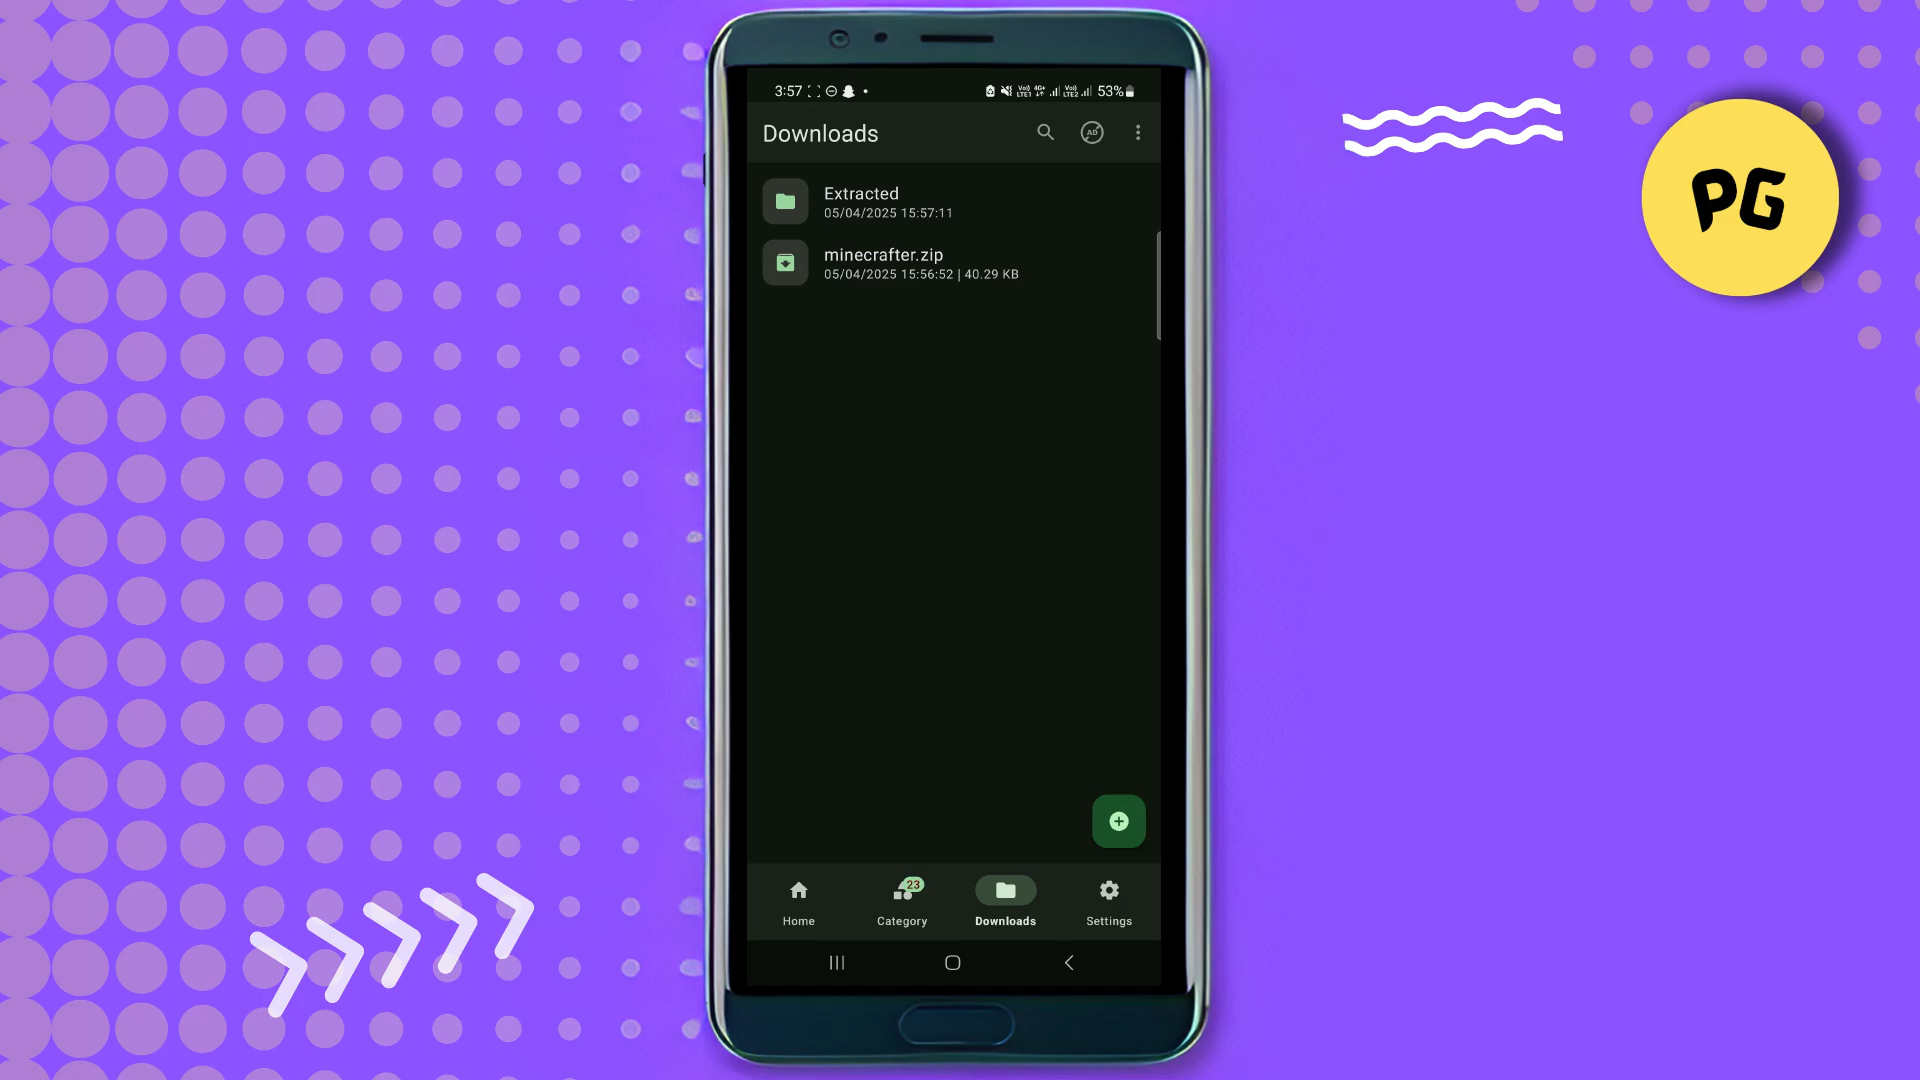 3:57
53%
Downloads
AD
Extracted
05/04/2025 15:57:11
minecrafter.zip
05/04/2025 15:56:52 | 40.29 KB
23
Home
Category
Downloads
Settings
PG